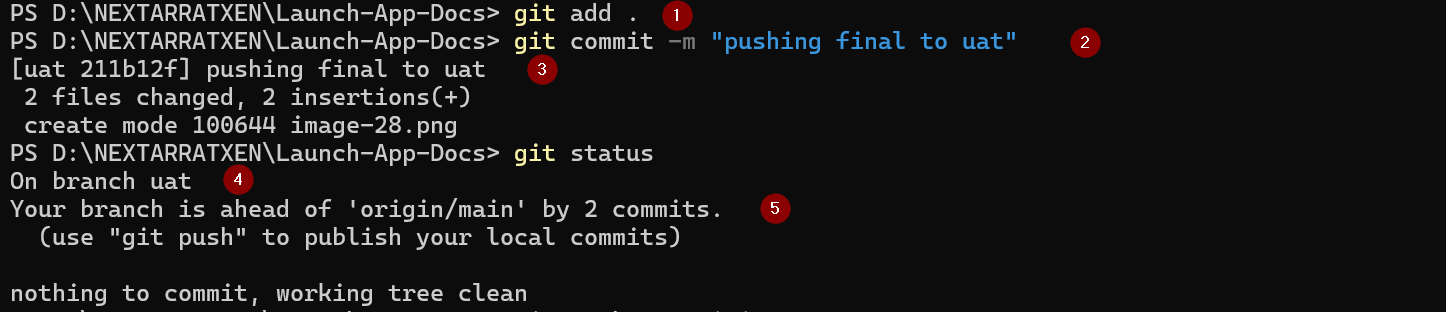 PS D:\NEXTARRATXEN\Launch-App-Docs> git add . 1
PS D:\NEXTARRATXEN\Launch-App-Docs> git commit -m "pushing final to uat" 2
[uat 211b12f] pushing final to uat 3
 2 files changed, 2 insertions(+)
 create mode 100644 image-28.png
PS D:\NEXTARRATXEN\Launch-App-Docs> git status
On branch uat 4
Your branch is ahead of 'origin/main' by 2 commits. 5
  (use "git push" to publish your local commits)
nothing to commit, working tree clean